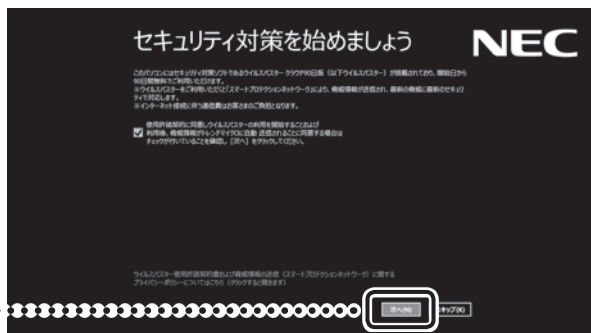 セキュリティ対策を始めましょう
NEC
このパソコンにはセキュリティ対策ソフトであるウイルスバスター クラウド90日版(以下ウイルスバスター)が搭載されており、開始日から
90日間無料でご利用いただけます。
※ウイルスバスターをご利用いただくと「スマートプロテクションネットワーク」により、脅威情報が送信され、最新の脅威に最新のセキュリ
ティで対応します。
※インターネット接続に伴う通信費はお客さまのご負担となります。
使用許諾契約に同意しウイルスバスターの利用を開始することおよび
利用後、脅威情報がトレンドマイクロに自動 送信されることに同意する場合は
チェックが付いていることを確認し [次へ] をクリックしてください。
ウイルスバスター使用許諾契約書および脅威情報の送信(スマートプロテクションネットワーク)に関する
プライバシーポリシーについてはこちら(クリックすると開きます)
次へ(N)
キップ(K)